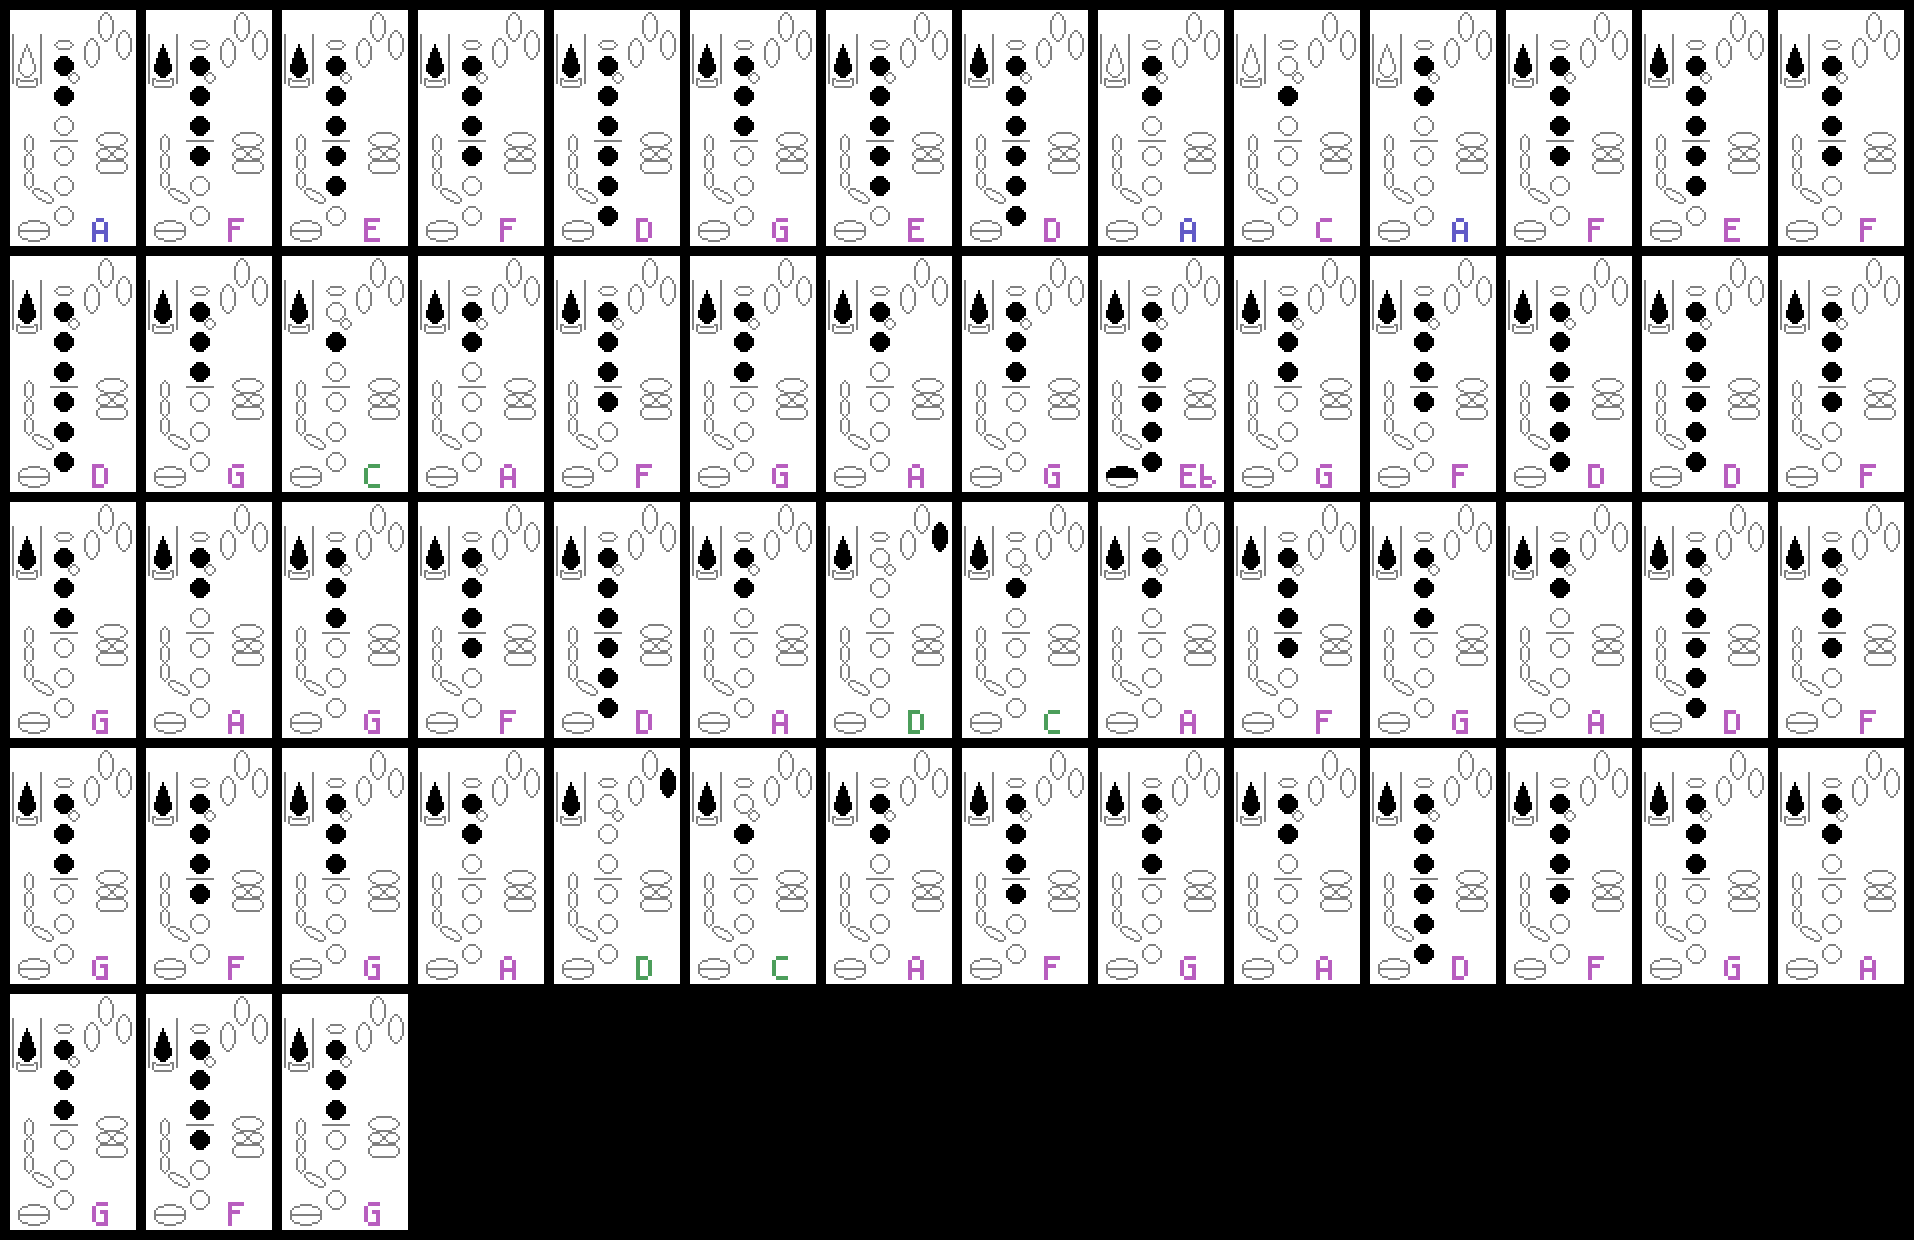 A F E F D G E D A C A F E F
D G C A F G A G Eb G F D D F
G A G F D A D C A F G A D F
G F G A D C A F G A D F G A
G F G